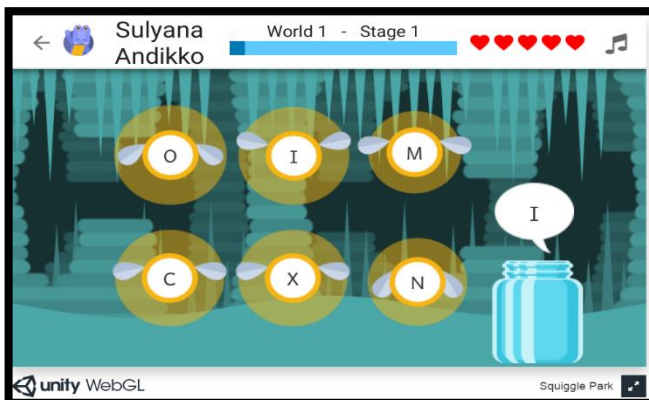 Sulyana
Andikko
World 1 - Stage 1
O I M
I
C X N
unity WebGL
Squiggle Park